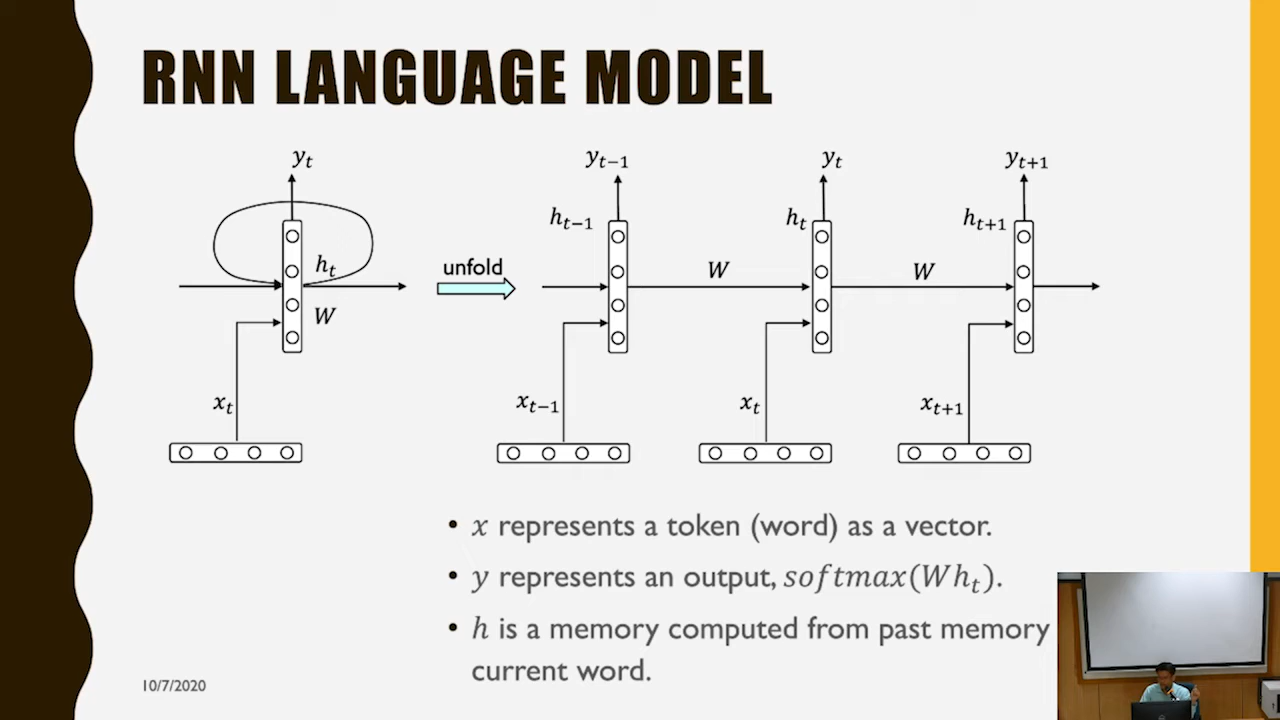 RNN LANGUAGE MODEL
y_t
y_{t-1}
y_t
y_{t+1}
h_{t-1}
h_t
h_{t+1}
h_t
unfold
W
W
W
x_t
x_{t-1}
x_t
x_{t+1}
• x represents a token (word) as a vector.
• y represents an output, softmax(Wh_t).
• h is a memory computed from past memory
current word.
10/7/2020